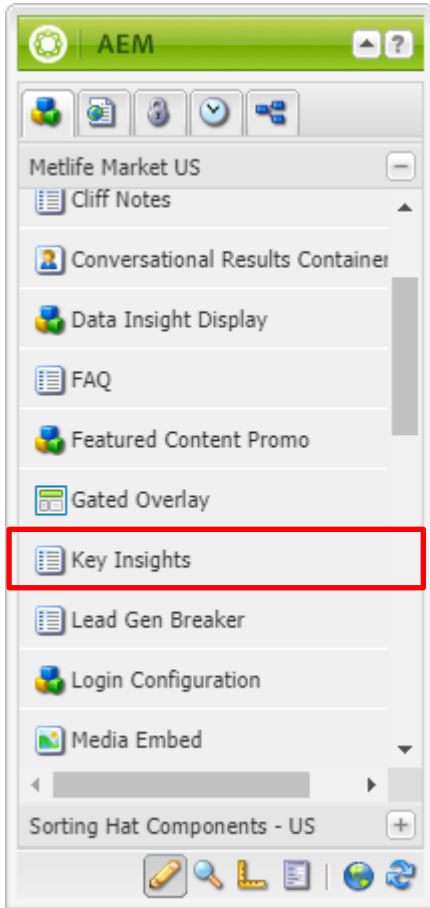 AEM
?
Metlife Market US
Cliff Notes
Conversational Results Container
Data Insight Display
FAQ
Featured Content Promo
Gated Overlay
Key Insights
Lead Gen Breaker
Login Configuration
Media Embed
Sorting Hat Components - US